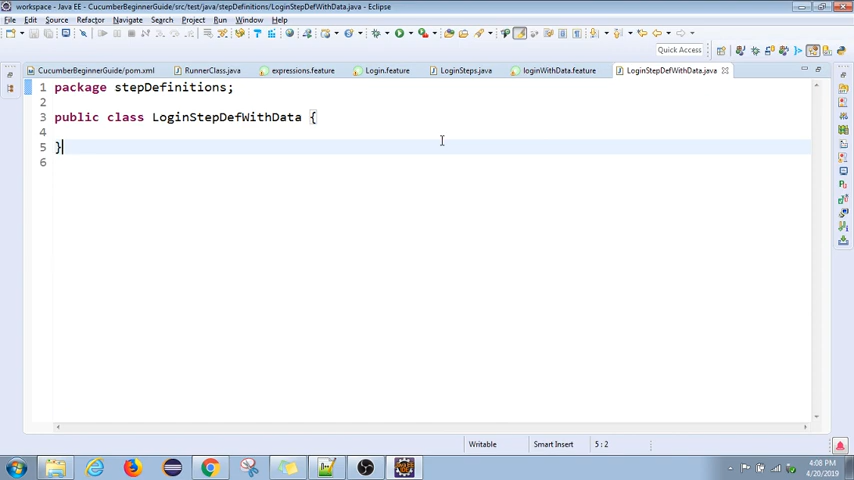 workspace - Java EE - CucumberBeginnerGuide/src/test/java/stepDefinitions/LoginStepDefWithData.java - Eclipse
File Edit Source Refactor Navigate Search Project Run Window Help
Quick Access
CucumberBeginnerGuide/pom.xml RunnerClass.java expressions.feature Login.feature LoginSteps.java loginWithData.feature LoginStepDefWithData.java
1 package stepDefinitions;
2
3 public class LoginStepDefWithData {
4
5 }
6
Writable Smart Insert 5 : 2
4:08 PM
4/20/2019